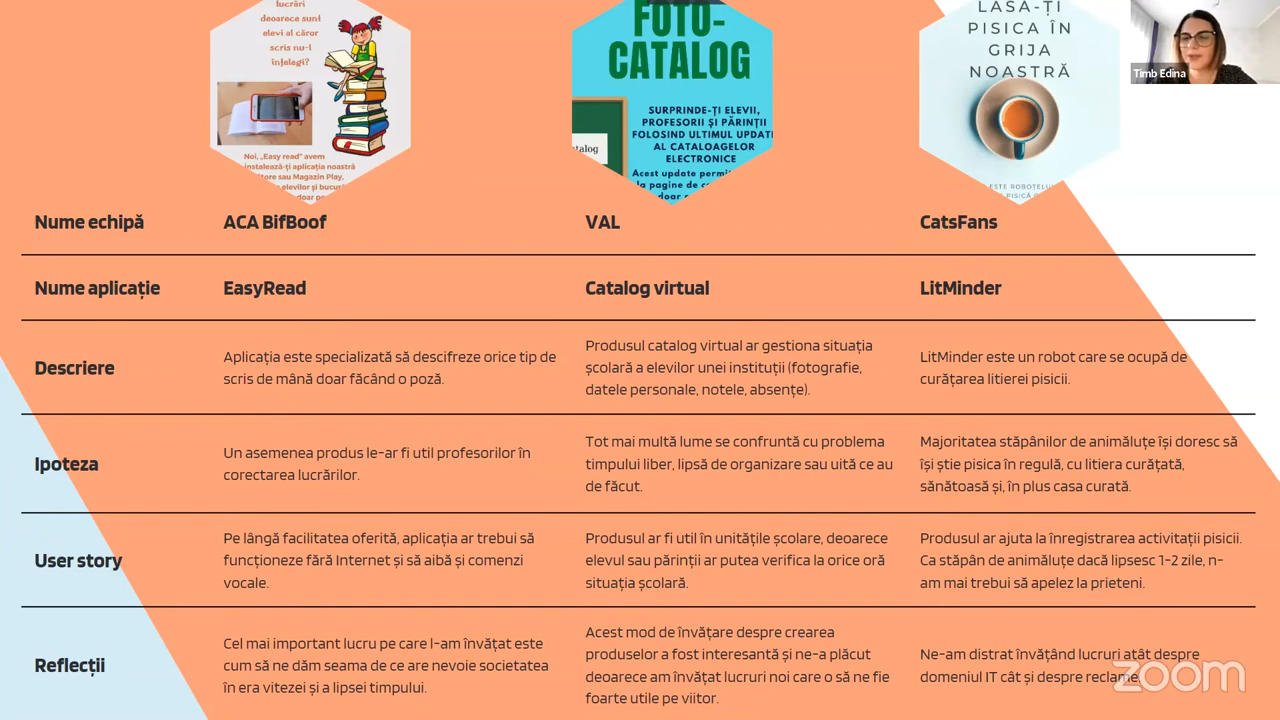 lucrări
deoarece sunt
elevi al căror
scris nu-l
înțelegi?
Noi, „Easy read" avem
instalează-ți aplicația noastră
sau Magazin Play,
elevilor și
doar
FOTO-
CATALOG
SURPRINDE-ȚI ELEVII,
PROFESORII ȘI PĂRINȚII
FOLOSIND ULTIMUL UPDATE
AL CATALOAGELOR
ELECTRONICE
Acest update
la pagine de
doar
LASĂ-ȚI
PISICA ÎN
GRIJA
NOASTRĂ
ESTE
PISICĂ
Timb Edina
Nume echipă
ACA BifBoof
VAL
CatsFans
Nume aplicație
EasyRead
Catalog virtual
LitMinder
Descriere
Aplicația este specializată să descifreze orice tip de
scris de mână doar făcând o poză.
Produsul catalog virtual ar gestiona situația
școlară a elevilor unei instituții (fotografie,
datele personale, notele, absențe).
LitMinder este un robot care se ocupă de
curățarea litierei pisicii.
Ipoteza
Un asemenea produs le-ar fi util profesorilor în
corectarea lucrărilor.
Tot mai multă lume se confruntă cu problema
timpului liber, lipsă de organizare sau uită ce au
de făcut.
Majoritatea stăpânilor de animăluțe își doresc să
își știe pisica în regulă, cu litiera curățată,
sănătoasă și, în plus casa curată.
User story
Pe lângă facilitatea oferită, aplicația ar trebui să
funcționeze fără Internet și să aibă și comenzi
vocale.
Produsul ar fi util în unitățile școlare, deoarece
elevul sau părinții ar putea verifica la orice oră
situația școlară.
Produsul ar ajuta la înregistrarea activitații pisicii.
Ca stăpân de animăluțe dacă lipsesc 1-2 zile, n-
am mai trebui să apelez la prieteni.
Reflecții
Cel mai important lucru pe care l-am învățat este
cum să ne dăm seama de ce are nevoie societatea
în era vitezei și a lipsei timpului.
Acest mod de învățare despre crearea
produselor a fost interesantă și ne-a plăcut
deoarece am învățat lucruri noi care o să ne fie
foarte utile pe viitor.
Ne-am distrat învățând lucruri atât despre
domeniul IT cât și despre reclame.
zoom